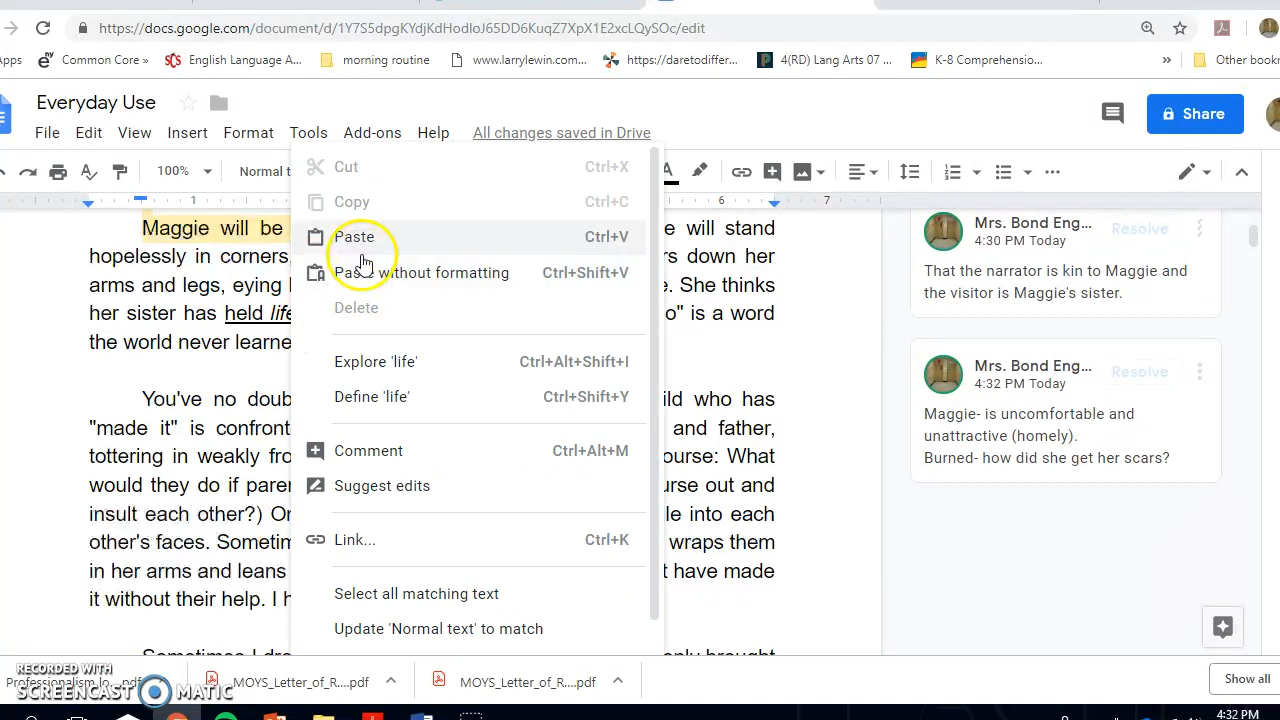 https://docs.google.com/document/d/1Y7S5dpgKYdjKdHodIoJ65DD6KuqZ7XpX1E2xcLQySOc/edit
Apps Common Core » English Language A... morning routine www.larrylewin.com... https://daretodiffer... 4(RD) Lang Arts 07 ... K-8 Comprehensio... » Other book
Everyday Use
File Edit View Insert Format Tools Add-ons Help All changes saved in Drive
Share
100% Normal t
1 6 7
Cut Ctrl+X
Copy Ctrl+C
Paste Ctrl+V
Paste without formatting Ctrl+Shift+V
Delete
Explore 'life' Ctrl+Alt+Shift+I
Define 'life' Ctrl+Shift+Y
Comment Ctrl+Alt+M
Suggest edits
Link... Ctrl+K
Select all matching text
Update 'Normal text' to match
Maggie will be will stand
hopelessly in corners, down her
arms and legs, eying She thinks
her sister has held life is a word
the world never learne
You've no doub who has
"made it" is confront and father,
tottering in weakly fro What
would they do if parer urse out and
insult each other?) Or le into each
other's faces. Sometim wraps them
in her arms and leans t have made
it without their help. I h
Sometimes I dre only brought
Mrs. Bond Eng...
4:30 PM Today
That the narrator is kin to Maggie and
the visitor is Maggie's sister.
Mrs. Bond Eng... Resolve
4:32 PM Today
Maggie- is uncomfortable and
unattractive (homely).
Burned- how did she get her scars?
MOYS_Letter_of_R....pdf MOYS_Letter_of_R....pdf Show all
RECORDED WITH
SCREENCAST MATIC
4:32 PM